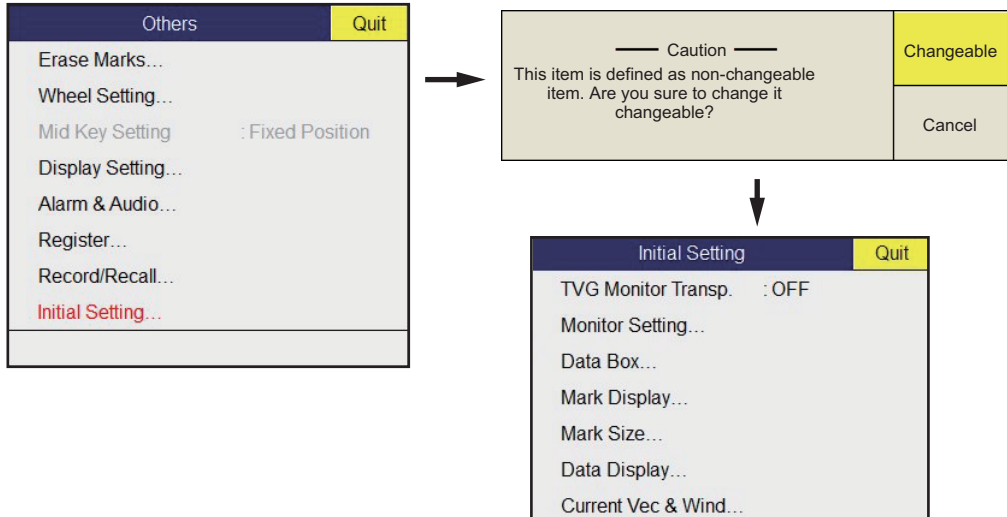 Others Quit
Erase Marks...
Wheel Setting...
Mid Key Setting : Fixed Position
Display Setting...
Alarm & Audio...
Register...
Record/Recall...
Initial Setting...
Caution
This item is defined as non-changeable
item. Are you sure to change it
changeable?
Changeable
Cancel
Initial Setting Quit
TVG Monitor Transp. : OFF
Monitor Setting...
Data Box...
Mark Display...
Mark Size...
Data Display...
Current Vec & Wind...